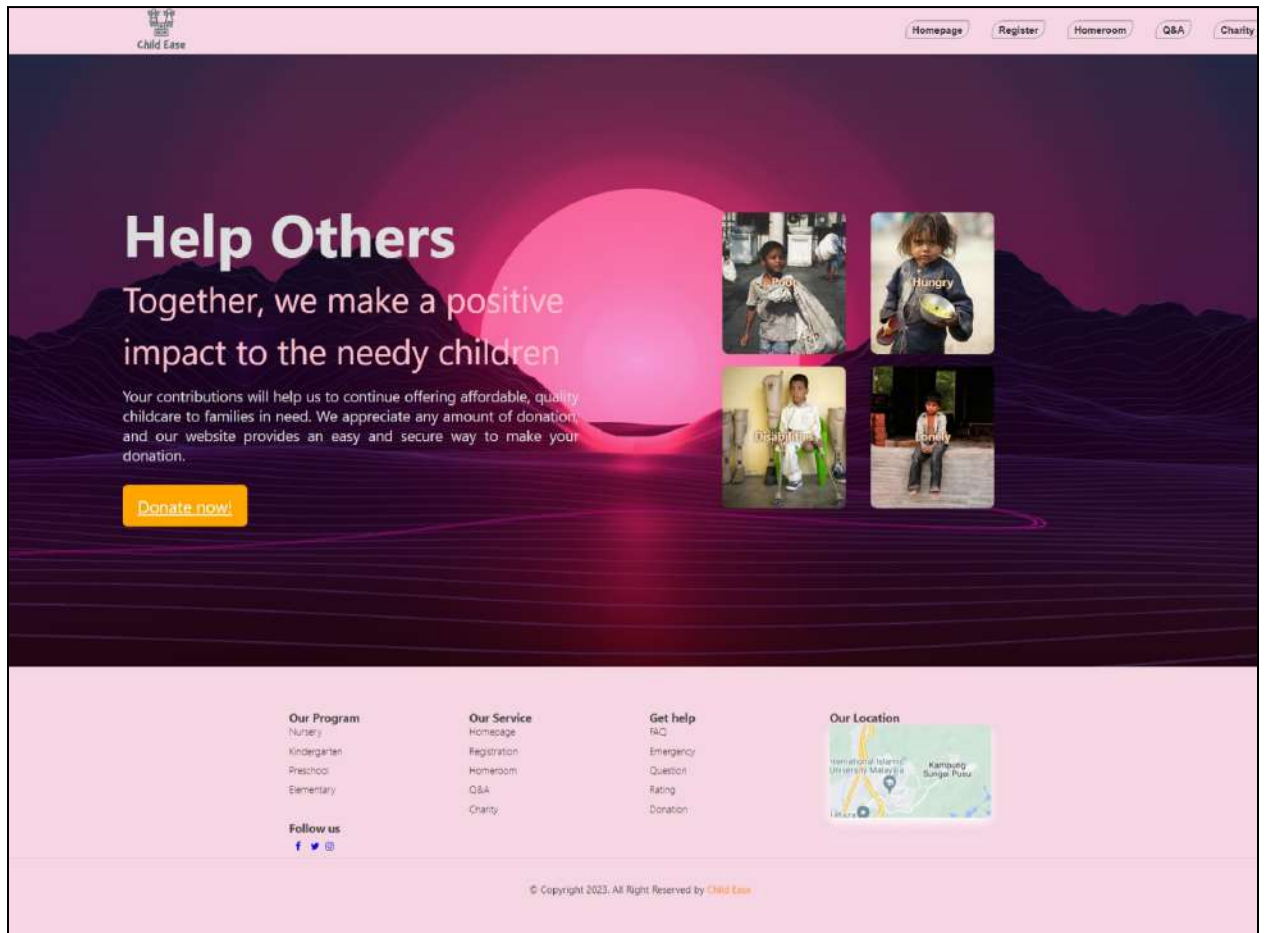 Child Ease
Homepage Register Homeroom Q&A Charity
Help Others
Together, we make a positive
impact to the needy children
Your contributions will help us to continue offering affordable, quality
childcare to families in need. We appreciate any amount of donation,
and our website provides an easy and secure way to make your
donation.
Donate now!
Poor
Hungry
Disabilities
Lonely
Our Program
Nursery
Kindergarten
Preschool
Elementary
Follow us
Our Service
Homepage
Registration
Homeroom
Q&A
Charity
Get help
FAQ
Emergency
Question
Rating
Donation
Our Location
International Islamic
University Malaysia
Kampung
Sungai Pusu
© Copyright 2023. All Right Reserved by Child Ease